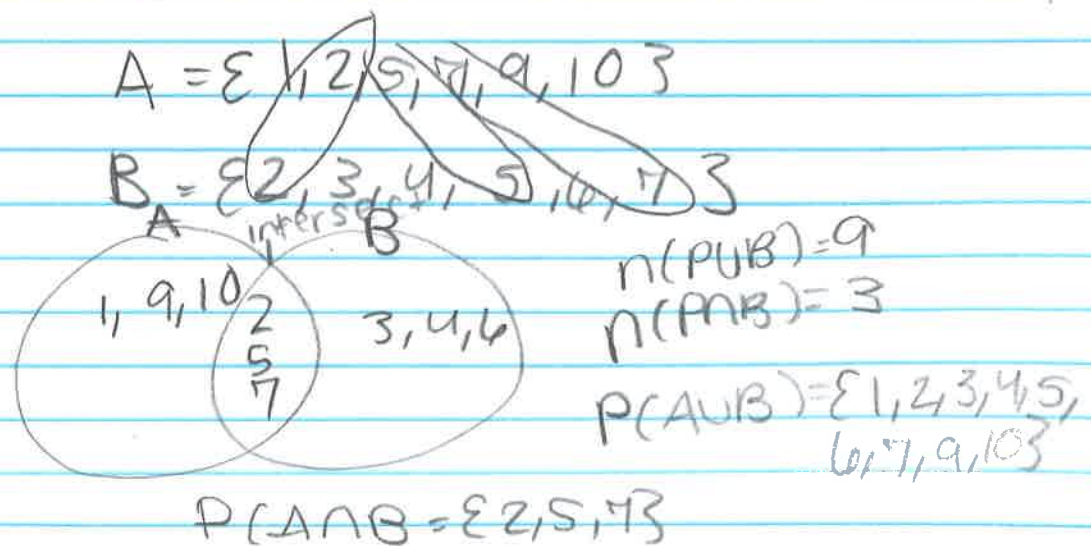 A = {1, 2, 5, 7, 9, 10}
B = {2, 3, 4, 5, 6, 7}
intersect
A B
1, 9, 10
2
5
7
3, 4, 6
n(PUB) = 9
n(P∩B) = 3
P(AUB) = {1, 2, 3, 4, 5,
6, 7, 9, 10}
P(A∩B = {2, 5, 7}